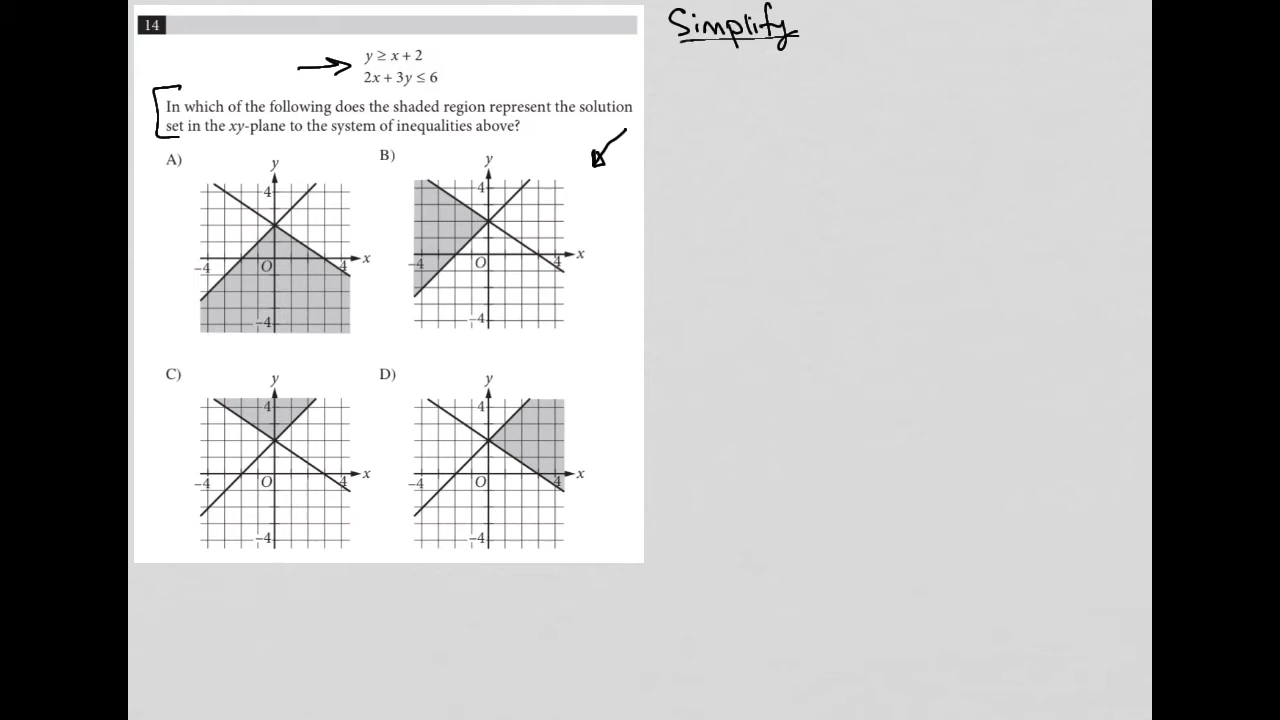 14
Simplify
y ≥ x + 2
2x + 3y ≤ 6
In which of the following does the shaded region represent the solution
set in the xy-plane to the system of inequalities above?
A)
y
4
x
−4
O
4
−4
B)
y
4
x
−4
O
4
−4
C)
y
4
x
−4
O
4
−4
D)
y
4
x
−4
O
4
−4